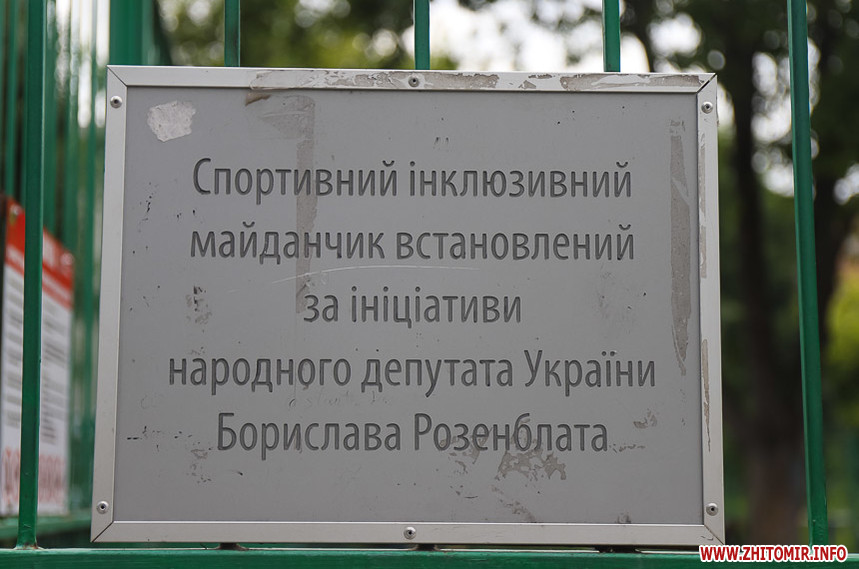 Спортивний інклюзивний
майданчик встановлений
за ініціативи
народного депутата України
Борислава Розенблата
WWW.ZHITOMIR.INFO